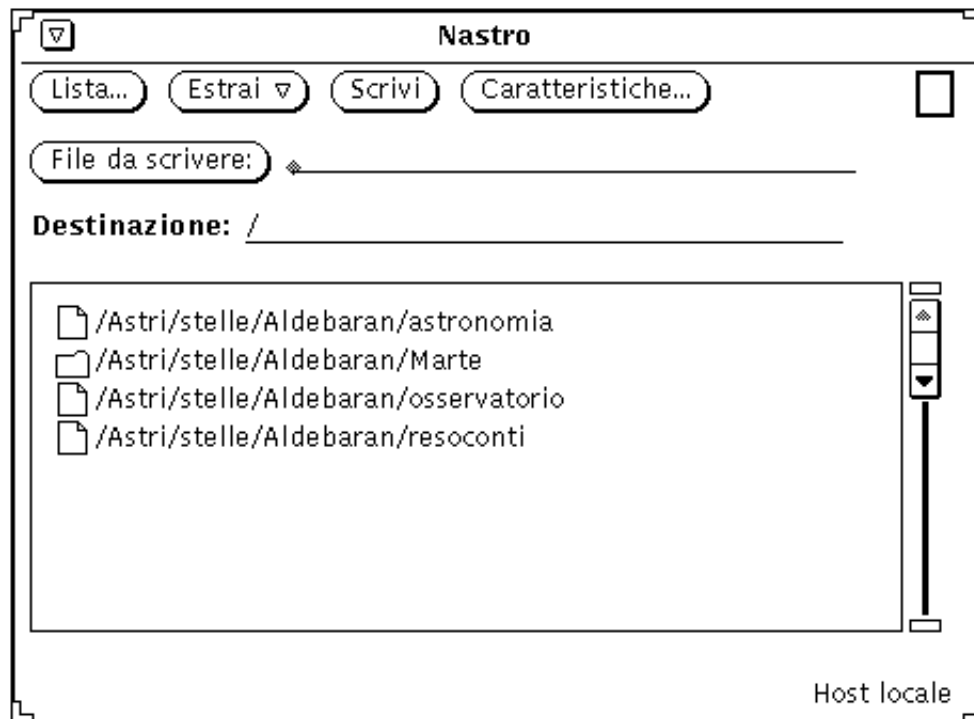 Nastro
Lista... Estrai Scrivi Caratteristiche...
File da scrivere:
Destinazione: /
/Astri/stelle/Aldebaran/astronomia
/Astri/stelle/Aldebaran/Marte
/Astri/stelle/Aldebaran/osservatorio
/Astri/stelle/Aldebaran/resoconti
Host locale